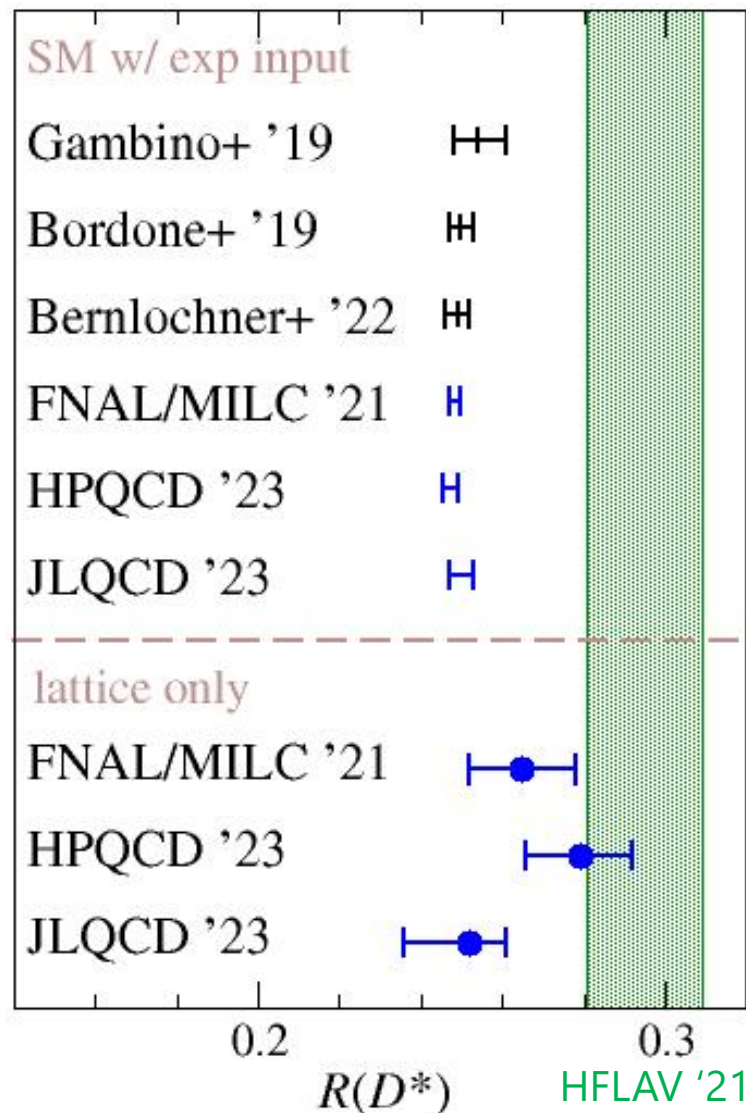 SM w/ exp input
Gambino+ ’19
Bordone+ ’19
Bernlochner+ ’22
FNAL/MILC ’21
HPQCD ’23
JLQCD ’23
lattice only
FNAL/MILC ’21
HPQCD ’23
JLQCD ’23
0.2 0.3
R(D*) HFLAV ‘21